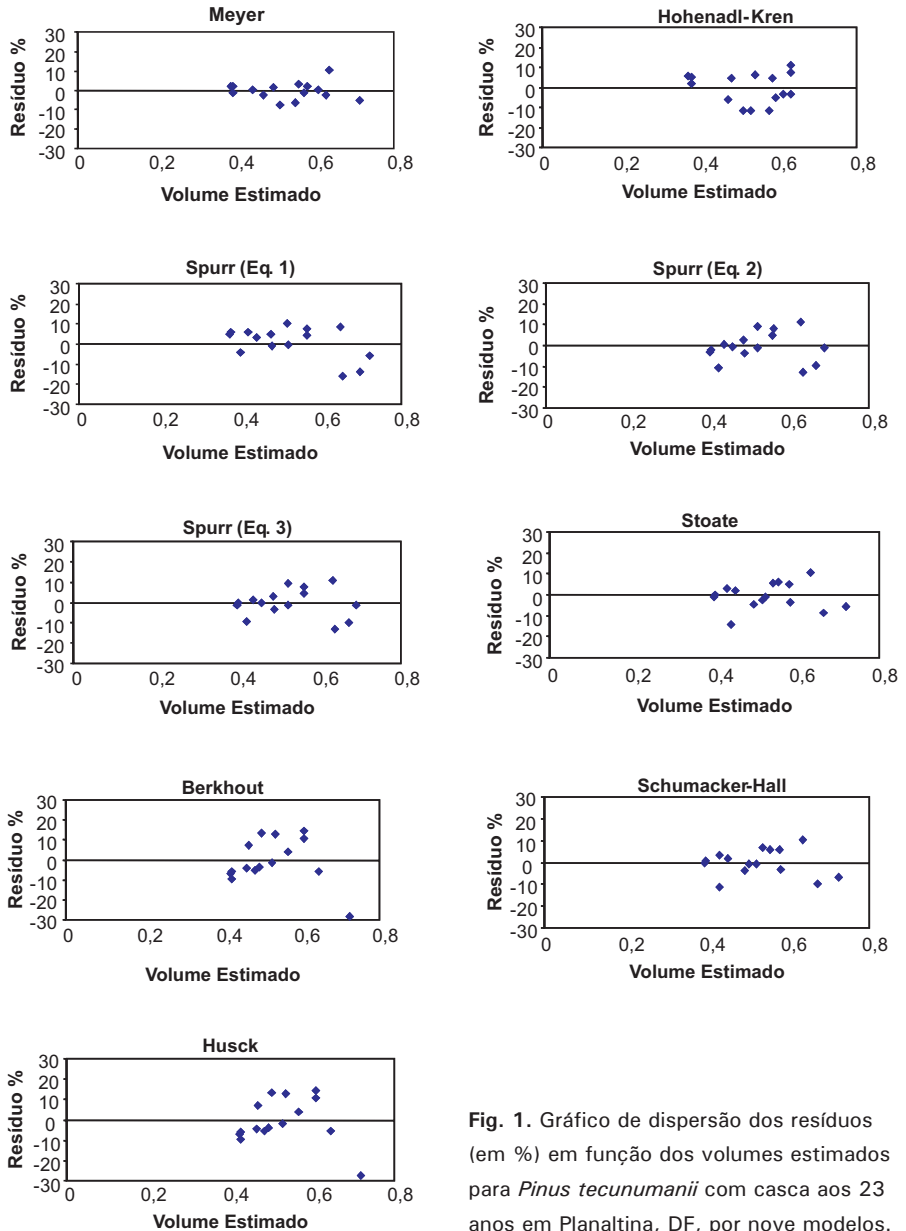 Meyer
Resíduo %
30
20
10
0
-10
-20
-30
0 0,2 0,4 0,6 0,8
Volume Estimado
Hohenadl-Kren
Resíduo %
30
20
10
0
-10
-20
-30
0 0,2 0,4 0,6 0,8
Volume Estimado
Spurr (Eq. 1)
Resíduo %
30
20
10
0
-10
-20
-30
0 0,2 0,4 0,6 0,8
Volume Estimado
Spurr (Eq. 2)
Resíduo %
30
20
10
0
-10
-20
-30
0 0,2 0,4 0,6 0,8
Volume Estimado
Spurr (Eq. 3)
Resíduo %
30
20
10
0
-10
-20
-30
0 0,2 0,4 0,6 0,8
Volume Estimado
Stoate
Resíduo %
30
20
10
0
-10
-20
-30
0 0,2 0,4 0,6 0,8
Volume Estimado
Berkhout
Resíduo %
30
20
10
0
-10
-20
-30
0 0,2 0,4 0,6 0,8
Volume Estimado
Schumacker-Hall
Resíduo %
30
20
10
0
-10
-20
-30
0 0,2 0,4 0,6 0,8
Volume Estimado
Husck
Resíduo %
30
20
10
0
-10
-20
-30
0 0,2 0,4 0,6 0,8
Volume Estimado
Fig. 1. Gráfico de dispersão dos resíduos
(em %) em função dos volumes estimados
para Pinus tecunumanii com casca aos 23
anos em Planaltina, DF, por nove modelos.